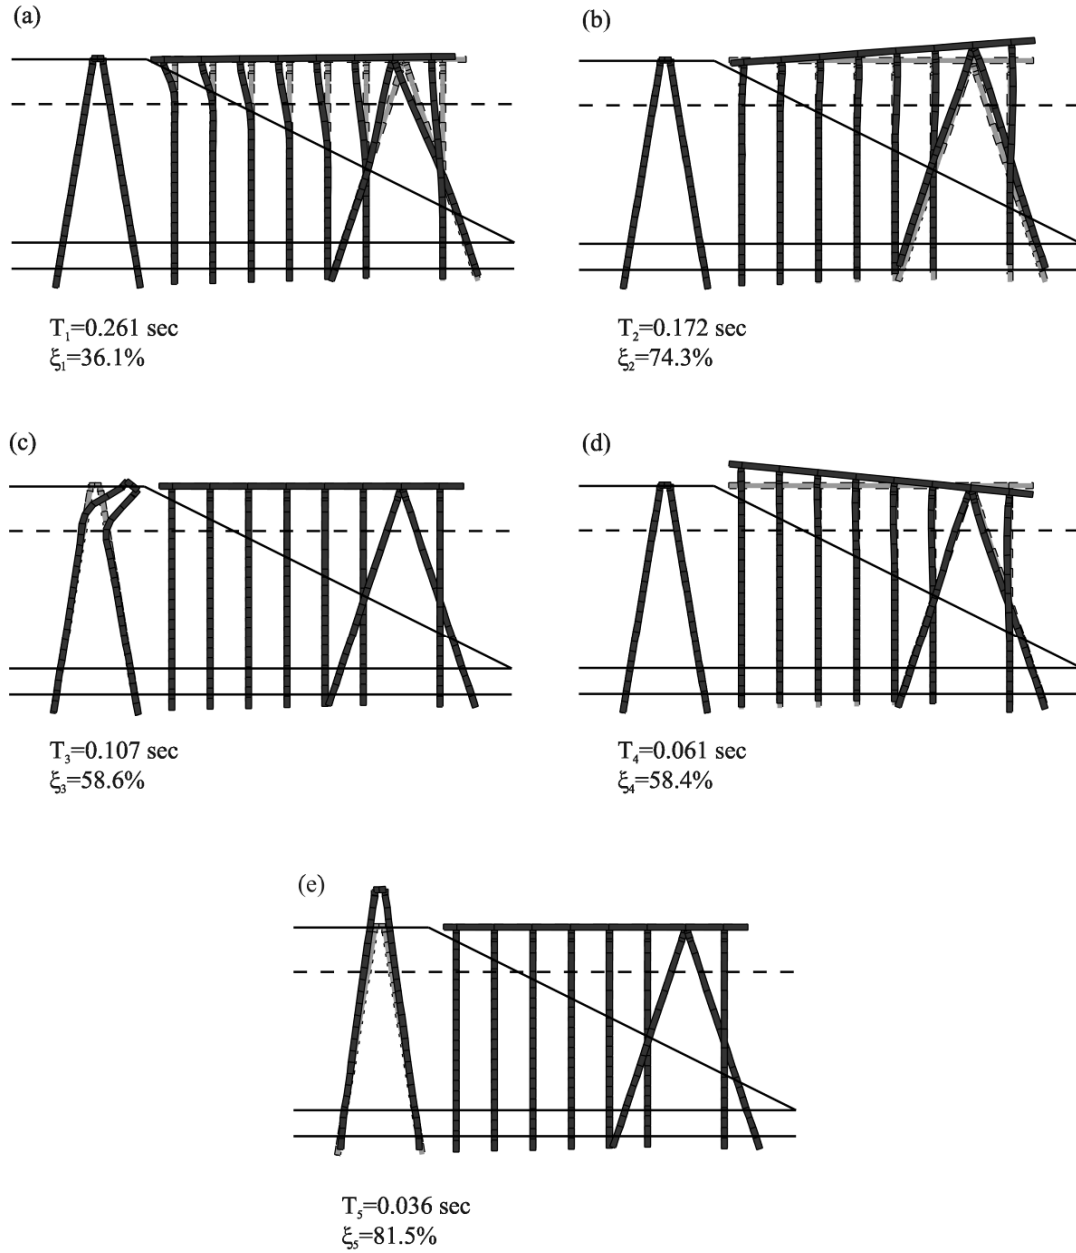 (a)
(b)
T₁=0.261 sec
ξ₁=36.1%
T₂=0.172 sec
ξ₂=74.3%
(c)
(d)
T₃=0.107 sec
ξ₃=58.6%
T₄=0.061 sec
ξ₄=58.4%
(e)
T₅=0.036 sec
ξ₅=81.5%